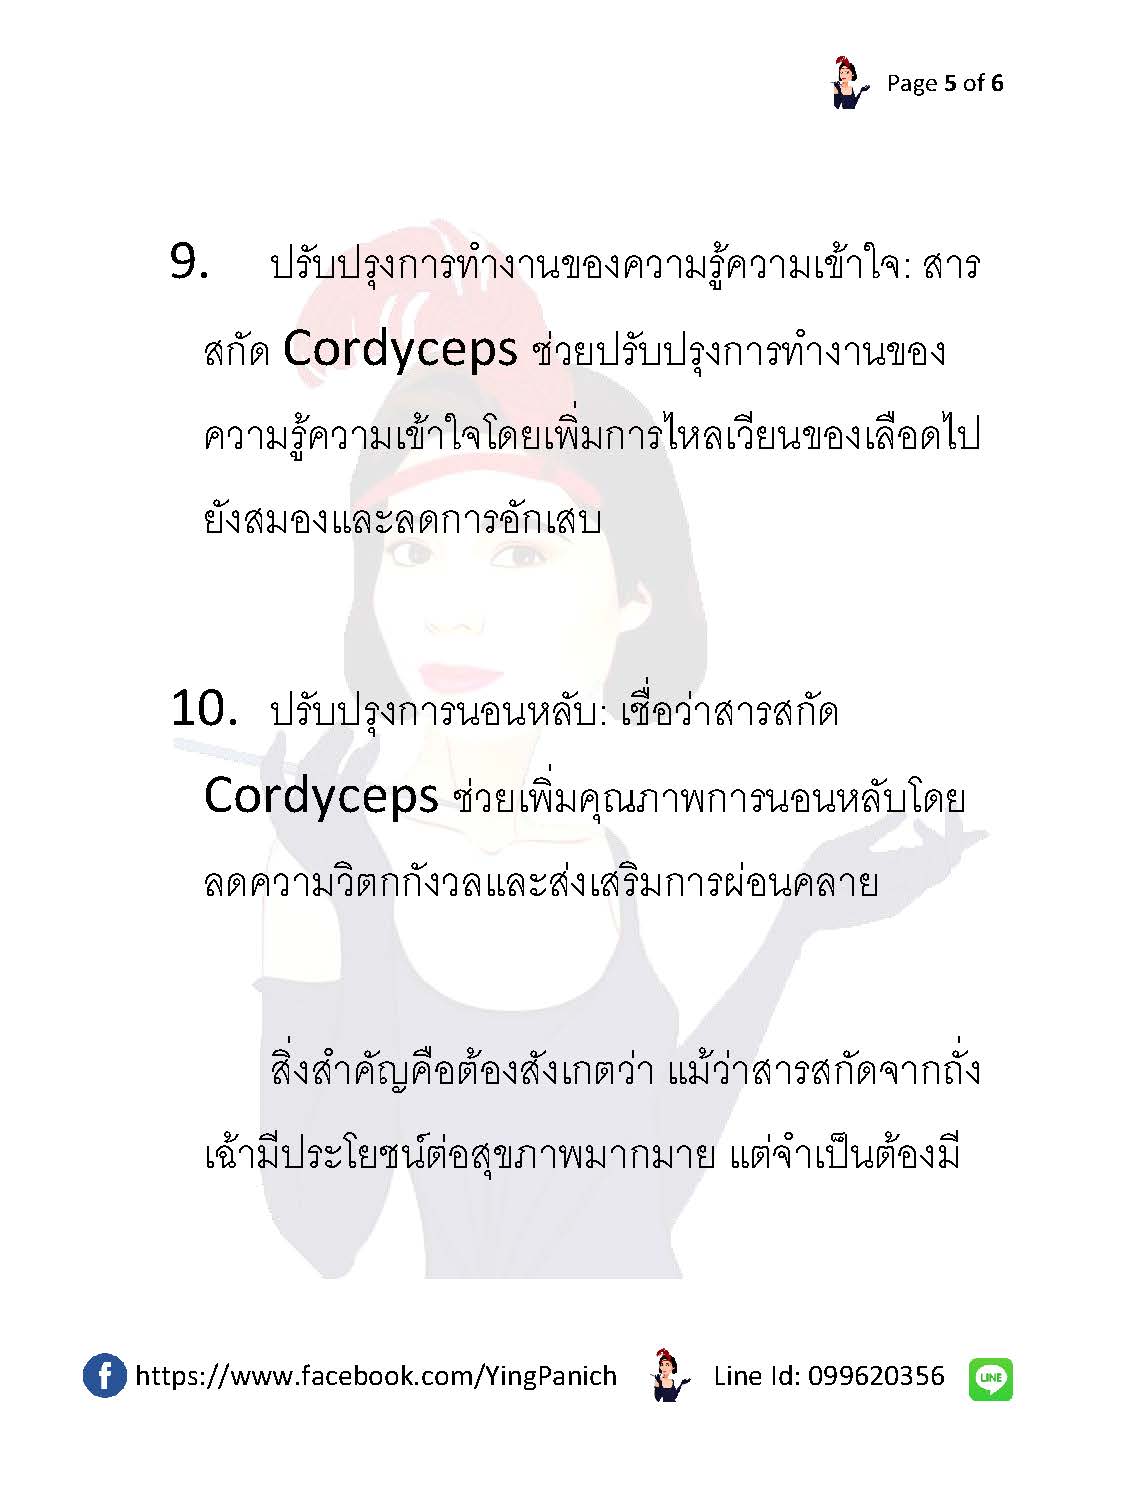 Page 5 of 6
9. ปรับปรุงการทำงานของความรู้ความเข้าใจ: สาร
สกัด Cordyceps ช่วยปรับปรุงการทำงานของ
ความรู้ความเข้าใจโดยเพิ่มการไหลเวียนของเลือดไป
ยังสมองและลดการอักเสบ
10. ปรับปรุงการนอนหลับ: เชื่อว่าสารสกัด
Cordyceps ช่วยเพิ่มคุณภาพการนอนหลับโดย
ลดความวิตกกังวลและส่งเสริมการผ่อนคลาย
สิ่งสำคัญคือต้องสังเกตว่า แม้ว่าสารสกัดจากถั่ง
เฉ้ามีประโยชน์ต่อสุขภาพมากมาย แต่จำเป็นต้องมี
https://www.facebook.com/YingPanich Line Id: 099620356 LINE